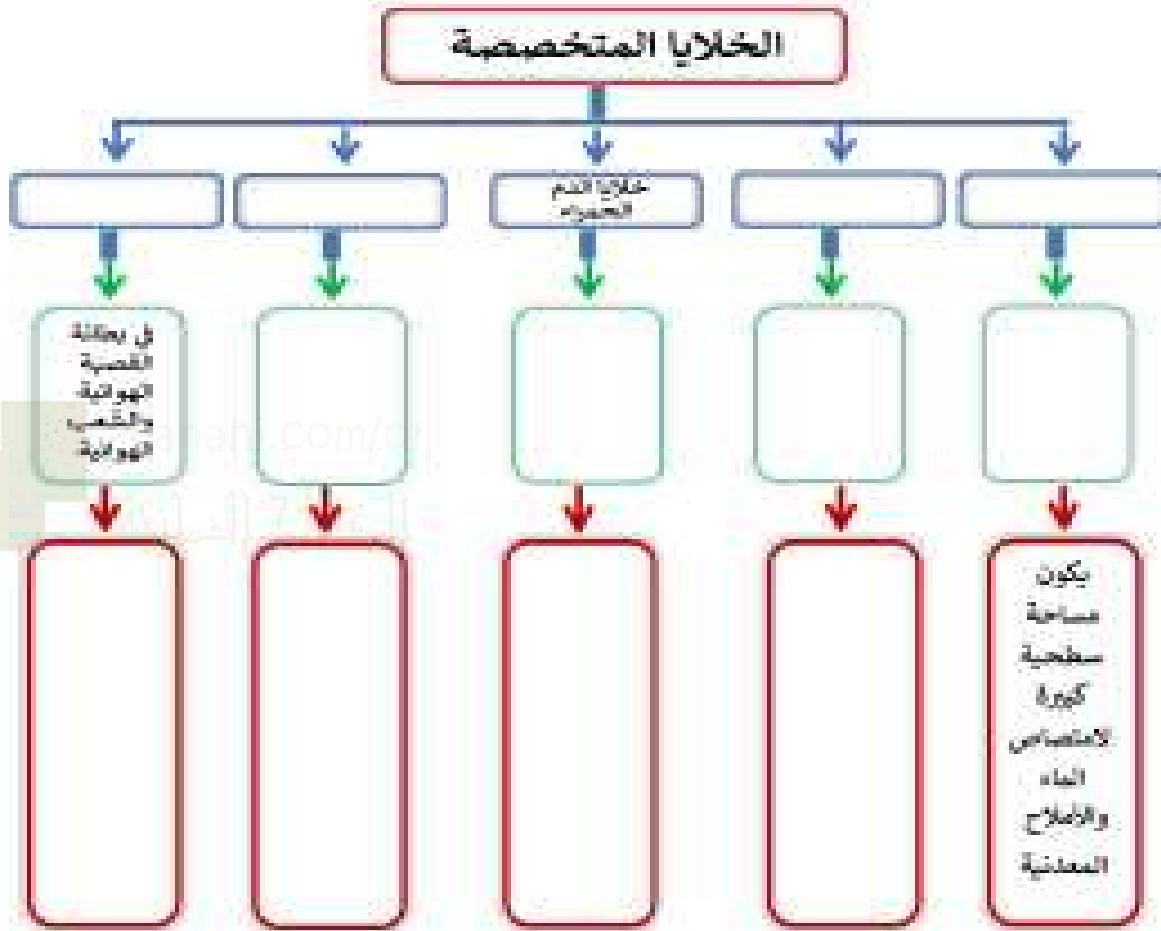 الخلايا المتخصصة
خلايا الدم
الحمراء
في بطانة
القصبة
الهوائية
والشعب
الهوائية
يكون
مساحة
سطحية
كبيرة
لامتصاص
الماء
والأملاح
المعدنية